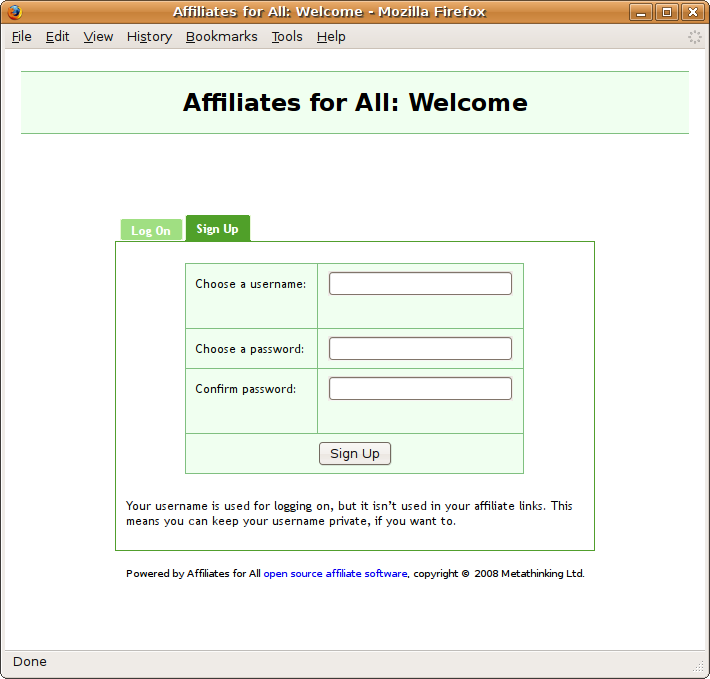 Affiliates for All: Welcome - Mozilla Firefox
File Edit View History Bookmarks Tools Help
Affiliates for All: Welcome
Log On Sign Up
Choose a username:
Choose a password:
Confirm password:
Sign Up
Your username is used for logging on, but it isn't used in your affiliate links. This
means you can keep your username private, if you want to.
Powered by Affiliates for All open source affiliate software, copyright © 2008 Metathinking Ltd.
Done